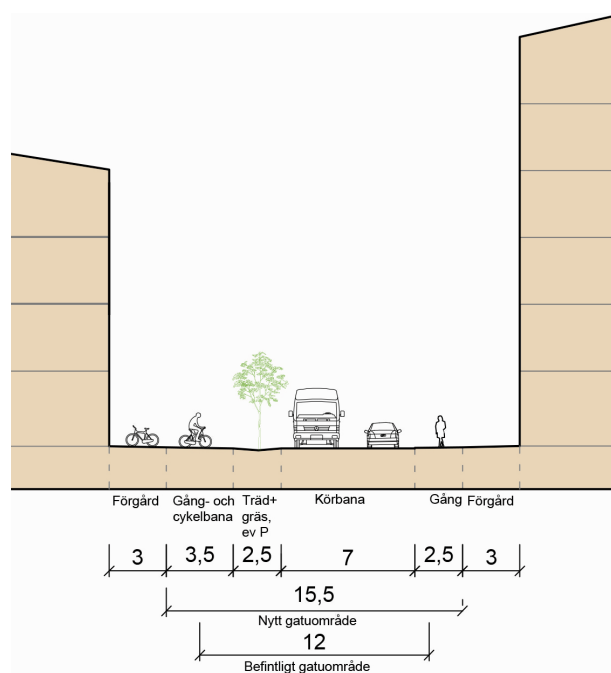 Förgård Gång- och Träd+ Körbana Gång Förgård
cykelbana gräs,
ev P
3 3,5 2,5 7 2,5 3
15,5
Nytt gatuområde
12
Befintligt gatuområde